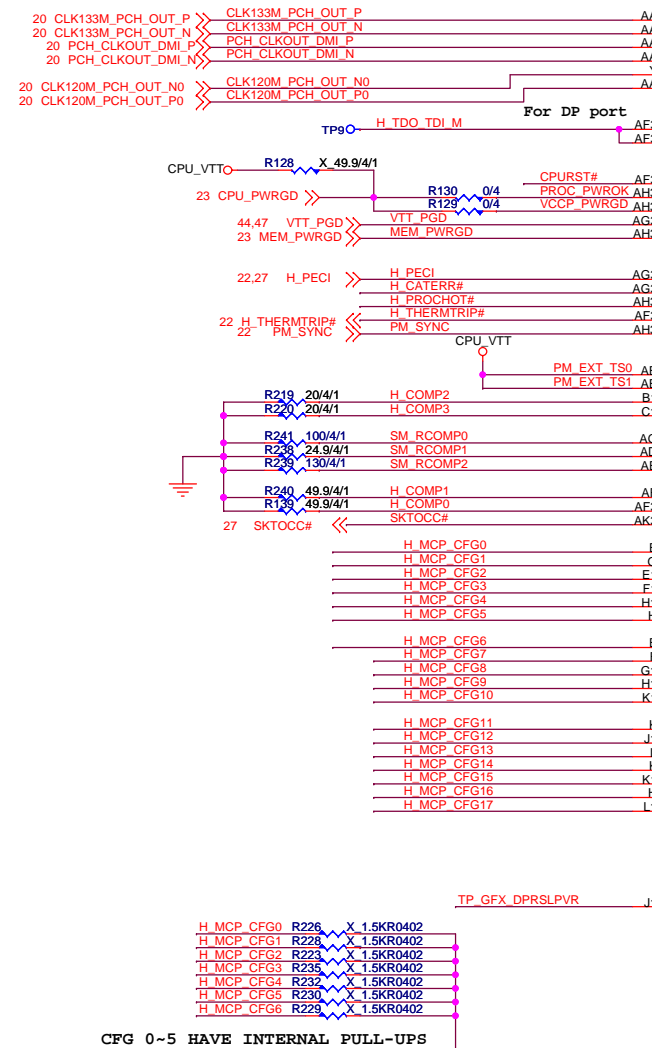 20 CLK133M_PCH_OUT_P CLK133M_PCH_OUT_P
20 CLK133M_PCH_OUT_N CLK133M_PCH_OUT_N
20 PCH_CLKOUT_DMI_P PCH_CLKOUT_DMI_P
20 PCH_CLKOUT_DMI_N PCH_CLKOUT_DMI_N
20 CLK120M_PCH_OUT_N0 CLK120M_PCH_OUT_N0
20 CLK120M_PCH_OUT_P0 CLK120M_PCH_OUT_P0
For DP port
TP9 H_TDO_TDI_M
CPU_VTT R128 X_49.9/4/1
CPURST#
23 CPU_PWRGD R130 0/4 PROC_PWROK
R129 0/4 VCCP_PWRGD
44,47 VTT_PGD VTT_PGD
23 MEM_PWRGD MEM_PWRGD
22,27 H_PECI H_PECI
H_CATERR#
H_PROCHOT#
22 H_THERMTRIP# H_THERMTRIP#
22 PM_SYNC PM_SYNC
CPU_VTT
PM_EXT_TS0
PM_EXT_TS1
R219 20/4/1 H_COMP2
R220 20/4/1 H_COMP3
R241 100/4/1 SM_RCOMP0
R238 24.9/4/1 SM_RCOMP1
R239 130/4/1 SM_RCOMP2
R240 49.9/4/1 H_COMP1
R139 49.9/4/1 H_COMP0
27 SKTOCC# SKTOCC#
H_MCP_CFG0
H_MCP_CFG1
H_MCP_CFG2
H_MCP_CFG3
H_MCP_CFG4
H_MCP_CFG5
H_MCP_CFG6
H_MCP_CFG7
H_MCP_CFG8
H_MCP_CFG9
H_MCP_CFG10
H_MCP_CFG11
H_MCP_CFG12
H_MCP_CFG13
H_MCP_CFG14
H_MCP_CFG15
H_MCP_CFG16
H_MCP_CFG17
TP_GFX_DPRSLPVR
H_MCP_CFG0 R226 X_1.5KR0402
H_MCP_CFG1 R228 X_1.5KR0402
H_MCP_CFG2 R223 X_1.5KR0402
H_MCP_CFG3 R235 X_1.5KR0402
H_MCP_CFG4 R232 X_1.5KR0402
H_MCP_CFG5 R230 X_1.5KR0402
H_MCP_CFG6 R229 X_1.5KR0402
CFG 0~5 HAVE INTERNAL PULL-UPS